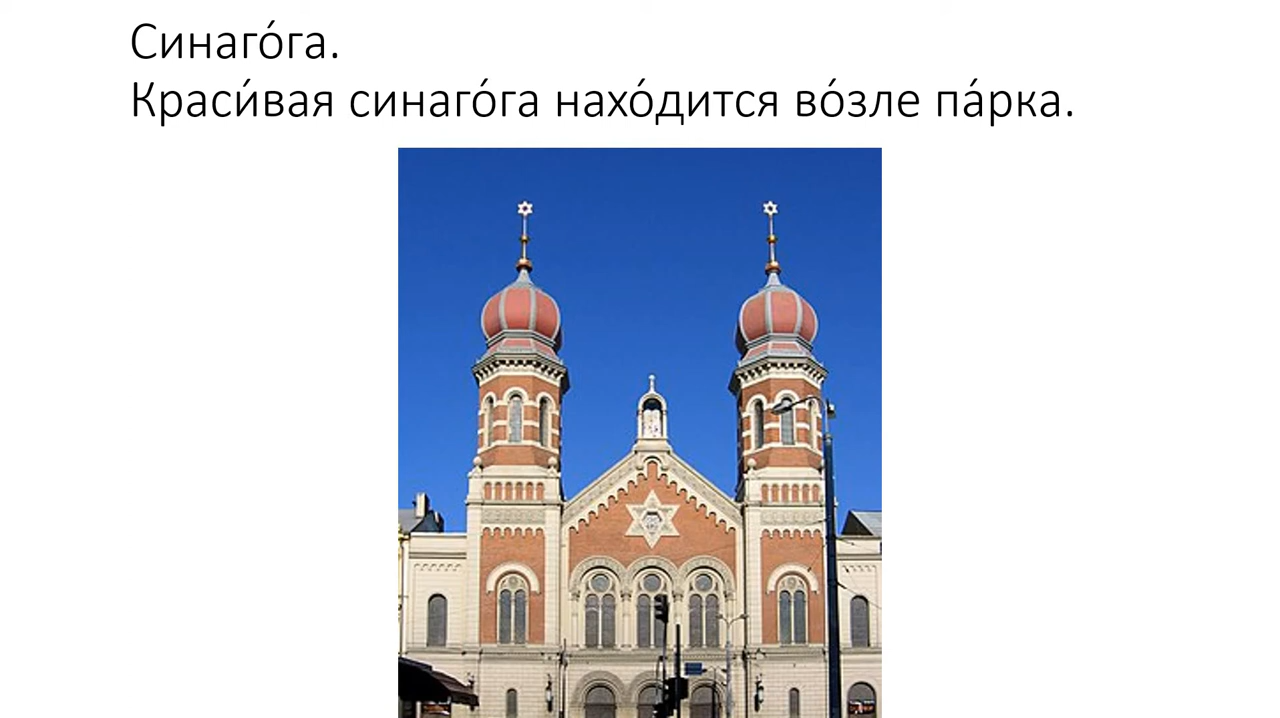 Синаго́га.
Краси́вая синаго́га нахо́дится во́зле па́рка.